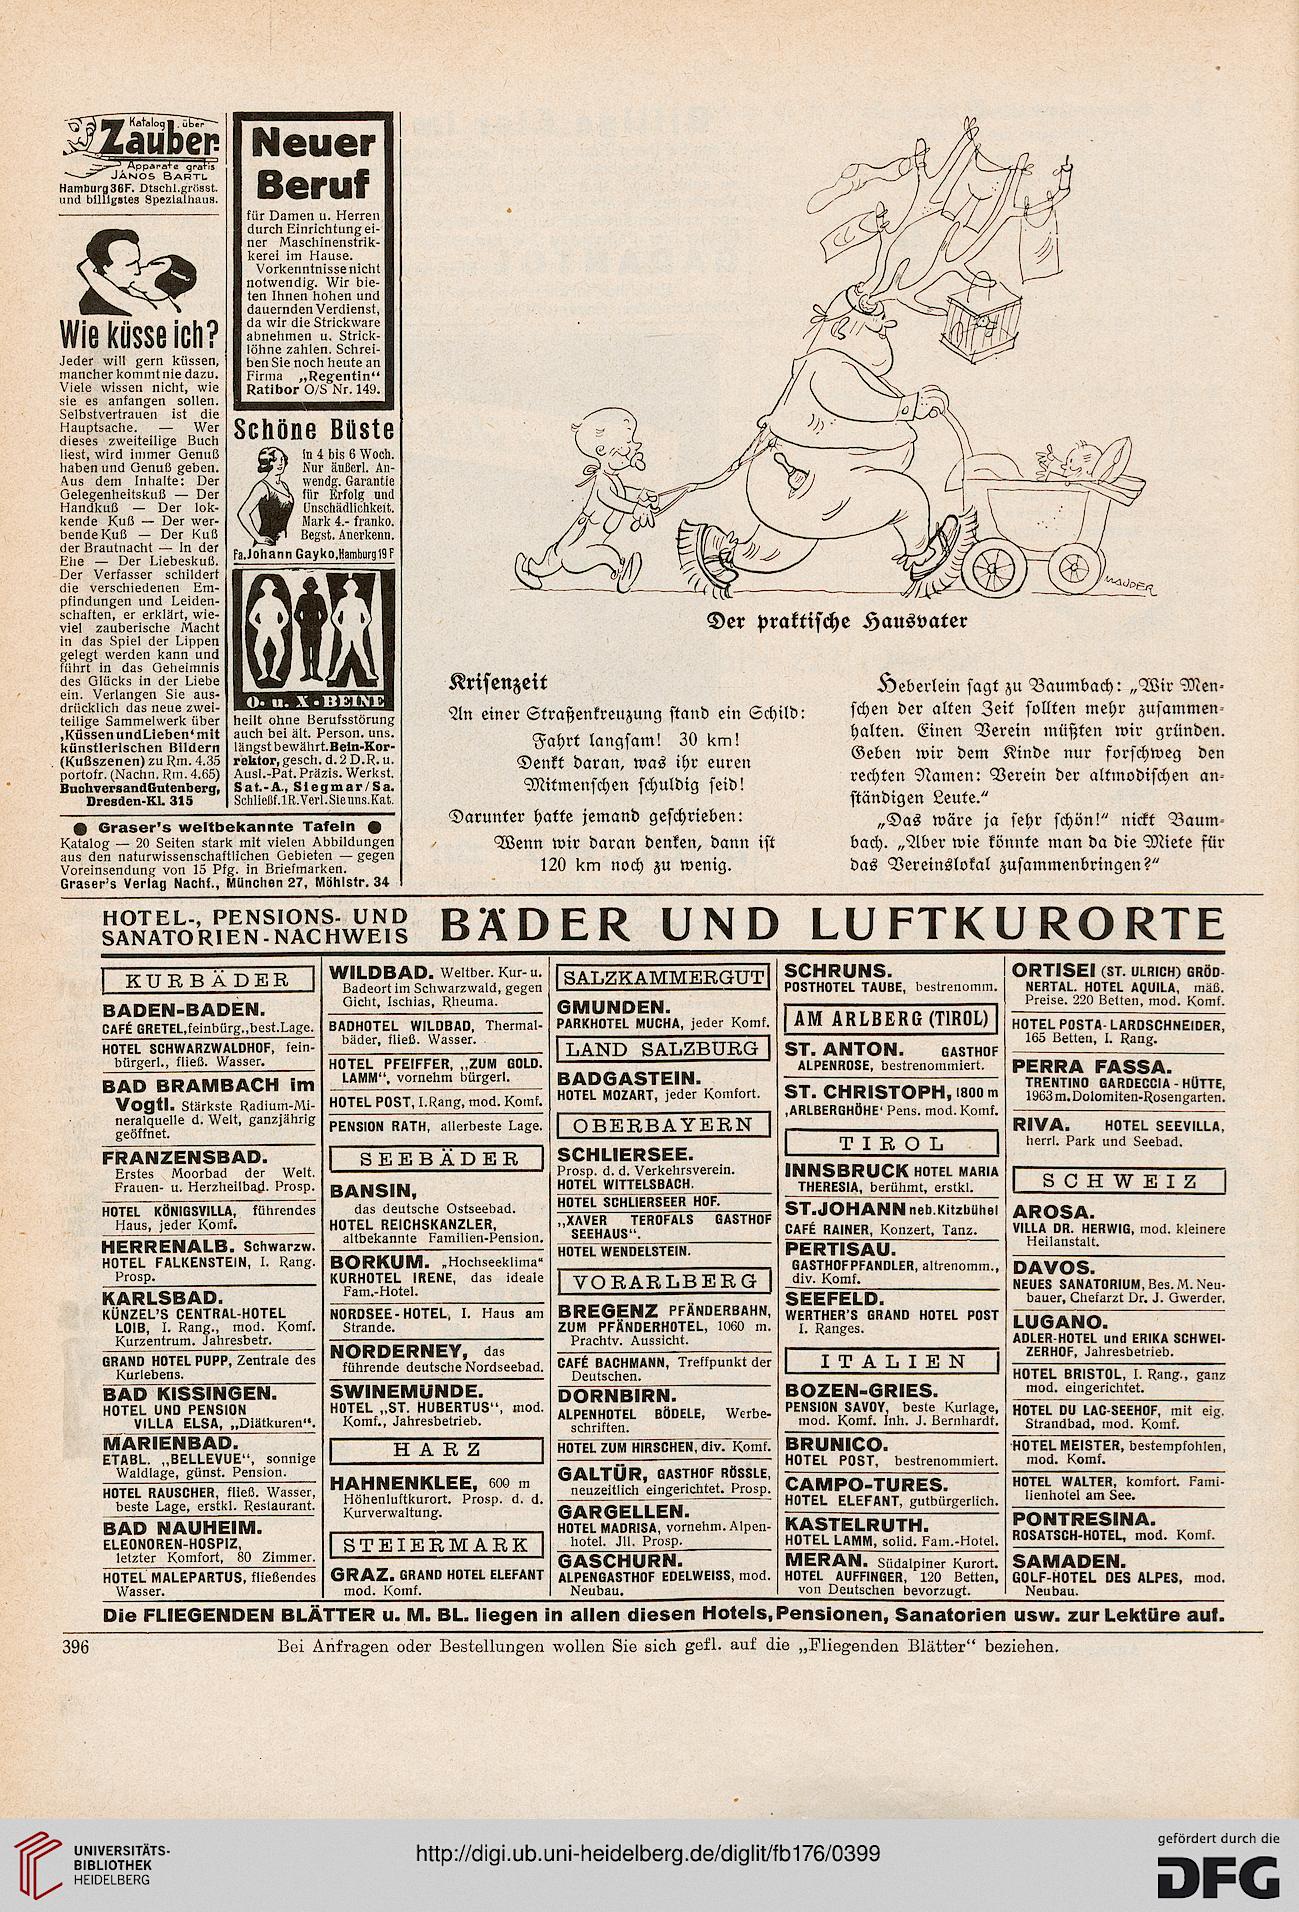 Katalog über
Zauber-
Apparate gratis
JÁNOS BARTL
Hamburg 36F. Dtschl.grösst.
und billigstes Spezialhaus.
Wie küsse ich?
Jeder will gern küssen,
mancher kommt nie dazu.
Viele wissen nicht, wie
sie es anfangen sollen.
Selbstvertrauen ist die
Hauptsache. — Wer
dieses zweiteilige Buch
liest, wird immer Genuß
haben und Genuß geben.
Aus dem Inhalte: Der
Gelegenheitskuß — Der
Handkuß — Der lok-
kende Kuß — Der wer-
bende Kuß — Der Kuß
der Brautnacht — In der
Ehe — Der Liebeskuß.
Der Verfasser schildert
die verschiedenen Em-
pfindungen und Leiden-
schaften, er erklärt, wie-
viel zauberische Macht
in das Spiel der Lippen
gelegt werden kann und
führt in das Geheimnis
des Glücks in der Liebe
ein. Verlangen Sie aus-
drücklich das neue zwei-
teilige Sammelwerk über
‚Küssen und Lieben‘ mit
künstlerischen Bildern
(Kußszenen) zu Rm. 4.35
portofr. (Nachn. Rm. 4.65)
Buchversand Gutenberg,
Dresden-Kl. 315
Neuer
Beruf
für Damen u. Herren
durch Einrichtung ei-
ner Maschinenstrik-
kerei im Hause.
Vorkenntnisse nicht
notwendig. Wir bie-
ten Ihnen hohen und
dauernden Verdienst,
da wir die Strickware
abnehmen u. Strick-
löhne zahlen. Schrei-
ben Sie noch heute an
Firma „Regentin“
Ratibor O/S Nr. 149.
Schöne Büste
in 4 bis 6 Woch.
Nur äußerl. An-
wendg. Garantie
für Erfolg und
Unschädlichkeit.
Mark 4.- franko.
Begst. Anerkenn.
Fa. Johann Gayko, Hamburg 19 F
O- u. X-BEINE
heilt ohne Berufsstörung
auch bei ält. Person. uns.
längst bewährt. Bein-Kor-
rektor, gesch. d. 2 D.R. u.
Ausl.-Pat. Präzis. Werkst.
Sat.-A., Siegmar/Sa.
Schließf. 1 R. Verl. Sie uns. Kat.
● Graser's weltbekannte Tafeln ●
Katalog — 20 Seiten stark mit vielen Abbildungen
aus den naturwissenschaftlichen Gebieten — gegen
Voreinsendung von 15 Pfg. in Briefmarken.
Graser's Verlag Nachf., München 27, Möhlstr. 34
MAUDER
Der praktische Hausvater
Krisenzeit
An einer Straßenkreuzung stand ein Schild:
Fahrt langsam! 30 km!
Denkt daran, was ihr euren
Mitmenschen schuldig seid!
Darunter hatte jemand geschrieben:
Wenn wir daran denken, dann ist
120 km noch zu wenig.
Heberlein sagt zu Baumbach: „Wir Men-
schen der alten Zeit sollten mehr zusammen-
halten. Einen Verein müßten wir gründen.
Geben wir dem Kinde nur forschweg den
rechten Namen: Verein der altmodischen an-
ständigen Leute.“
„Das wäre ja sehr schön!“ nickt Baum-
bach. „Aber wie könnte man da die Miete für
das Vereinslokal zusammenbringen?“
HOTEL-, PENSIONS- UND
SANATORIEN-NACHWEIS
BÄDER UND LUFTKURORTE
KURBÄDER
BADEN-BADEN.
CAFÉ GRETEL, feinbürg., best. Lage.
HOTEL SCHWARZWALDHOF, fein-
bürgerl., fließ. Wasser.
BAD BRAMBACH im
Vogtl. Stärkste Radium-Mi-
neralquelle d. Welt, ganzjährig
geöffnet.
FRANZENSBAD.
Erstes Moorbad der Welt.
Frauen- u. Herzheilbad. Prosp.
HOTEL KÖNIGSVILLA, führendes
Haus, jeder Komf.
HERRENALB. Schwarzw.
HOTEL FALKENSTEIN, I. Rang.
Prosp.
KARLSBAD.
KÜNZEL'S CENTRAL-HOTEL
LOIB, I. Rang., mod. Komf.
Kurzentrum. Jahresbetr.
GRAND HOTEL PUPP, Zentrale des
Kurlebens.
BAD KISSINGEN.
HOTEL UND PENSION
VILLA ELSA, „Diätkuren“.
MARIENBAD.
ETABL. „BELLEVUE“, sonnige
Waldlage, günst. Pension.
HOTEL RAUSCHER, fließ. Wasser,
beste Lage, erstkl. Restaurant.
BAD NAUHEIM.
ELEONOREN-HOSPIZ,
letzter Komfort, 80 Zimmer.
HOTEL MALEPARTUS, fließendes
Wasser.
WILDBAD. Weltber. Kur- u.
Badeort im Schwarzwald, gegen
Gicht, Ischias, Rheuma.
BADHOTEL WILDBAD, Thermal-
bäder, fließ. Wasser.
HOTEL PFEIFFER, „ZUM GOLD.
LAMM“, vornehm bürgerl.
HOTEL POST, I. Rang, mod. Komf.
PENSION RATH, allerbeste Lage.
SEEBÄDER
BANSIN,
das deutsche Ostseebad.
HOTEL REICHSKANZLER,
altbekannte Familien-Pension.
BORKUM. „Hochseeklima“
KURHOTEL IRENE, das ideale
Fam.-Hotel.
NORDSEE-HOTEL, I. Haus am
Strande.
NORDERNEY, das
führende deutsche Nordseebad.
SWINEMÜNDE.
HOTEL „ST. HUBERTUS“, mod.
Komf., Jahresbetrieb.
HARZ
HAHNENKLEE, 600 m
Höhenluftkurort. Prosp. d. d.
Kurverwaltung.
STEIERMARK
GRAZ. GRAND HOTEL ELEFANT
mod. Komf.
SALZKAMMERGUT
GMUNDEN.
PARKHOTEL MUCHA, jeder Komf.
LAND SALZBURG
BADGASTEIN.
HOTEL MOZART, jeder Komfort.
OBERBAYERN
SCHLIERSEE.
Prosp. d. d. Verkehrsverein.
HOTEL WITTELSBACH.
HOTEL SCHLIERSEER HOF.
„XAVER TEROFALS GASTHOF
SEEHAUS“.
HOTEL WENDELSTEIN.
VORARLBERG
BREGENZ PFÄNDERBAHN,
ZUM PFÄNDERHOTEL, 1060 m.
Prachtv. Aussicht.
CAFÉ BACHMANN, Treffpunkt der
Deutschen.
DORNBIRN.
ALPENHOTEL BÖDELE, Werbe-
schriften.
HOTEL ZUM HIRSCHEN, div. Komf.
GALTÜR, GASTHOF RÖSSLE,
neuzeitlich eingerichtet. Prosp.
GARGELLEN.
HOTEL MADRISA, vornehm. Alpen-
hotel. Jll. Prosp.
GASCHURN.
ALPENGASTHOF EDELWEISS, mod.
Neubau.
SCHRUNS.
POSTHOTEL TAUBE, bestrenomm.
AM ARLBERG (TIROL)
ST. ANTON. GASTHOF
ALPENROSE, bestrenommiert.
ST. CHRISTOPH, 1800 m
‚ARLBERGHÖHE‘ Pens. mod. Komf.
TIROL
INNSBRUCK HOTEL MARIA
THERESIA, berühmt, erstkl.
ST. JOHANN neb. Kitzbühel
CAFÉ RAINER, Konzert, Tanz.
PERTISAU.
GASTHOF PFANDLER, altrenomm.,
div. Komf.
SEEFELD.
WERTHER'S GRAND HOTEL POST
I. Ranges.
ITALIEN
BOZEN-GRIES.
PENSION SAVOY, beste Kurlage,
mod. Komf. Inh. J. Bernhardt.
BRUNICO.
HOTEL POST, bestrenommiert.
CAMPO-TURES.
HOTEL ELEFANT, gutbürgerlich.
KASTELRUTH.
HOTEL LAMM, solid. Fam.-Hotel.
MERAN. Südalpiner Kurort.
HOTEL AUFFINGER, 120 Betten,
von Deutschen bevorzugt.
ORTISEI (ST. ULRICH) GRÖD-
NERTAL. HOTEL AQUILA, mäß.
Preise. 220 Betten, mod. Komf.
HOTEL POSTA-LARDSCHNEIDER,
165 Betten, I. Rang.
PERRA FASSA.
TRENTINO GARDECCIA-HÜTTE,
1963 m. Dolomiten-Rosengarten.
RIVA. HOTEL SEEVILLA,
herrl. Park und Seebad.
SCHWEIZ
AROSA.
VILLA DR. HERWIG, mod. kleinere
Heilanstalt.
DAVOS.
NEUES SANATORIUM, Bes. M. Neu-
bauer, Chefarzt Dr. J. Gwerder.
LUGANO.
ADLER-HOTEL und ERIKA SCHWEI-
ZERHOF, Jahresbetrieb.
HOTEL BRISTOL, I. Rang., ganz
mod. eingerichtet.
HOTEL DU LAC-SEEHOF, mit eig.
Strandbad, mod. Komf.
HOTEL MEISTER, bestempfohlen,
mod. Komf.
HOTEL WALTER, komfort. Fami-
lienhotel am See.
PONTRESINA.
ROSATSCH-HOTEL, mod. Komf.
SAMADEN.
GOLF-HOTEL DES ALPES, mod.
Neubau.
Die FLIEGENDEN BLÄTTER u. M. BL. liegen in allen diesen Hotels, Pensionen, Sanatorien usw. zur Lektüre auf.
396
Bei Anfragen oder Bestellungen wollen Sie sich gefl. auf die „Fliegenden Blätter“ beziehen.
UNIVERSITÄTS-
BIBLIOTHEK
HEIDELBERG
http://digi.ub.uni-heidelberg.de/diglit/fb176/0399
gefördert durch die
DFG